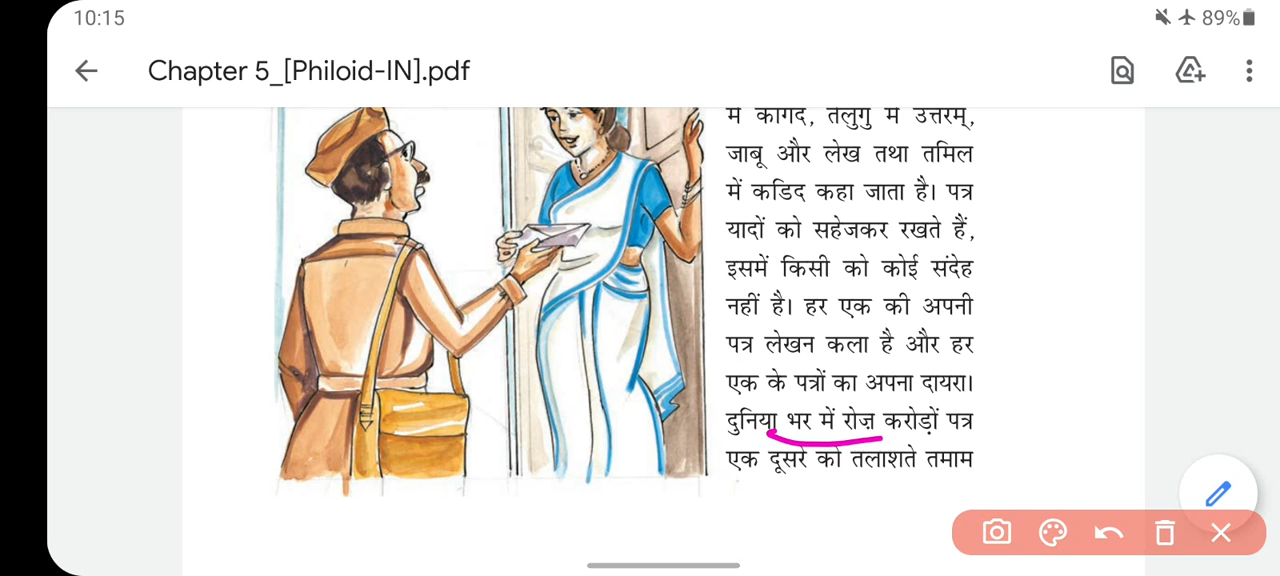 10:15
89%
Chapter 5_[Philoid-IN].pdf
में कागद, तेलुगु में उत्तरम्,
जाबू और लेख तथा तमिल
में कडिद कहा जाता है। पत्र
यादों को सहेजकर रखते हैं,
इसमें किसी को कोई संदेह
नहीं है। हर एक की अपनी
पत्र लेखन कला है और हर
एक के पत्रों का अपना दायरा।
दुनिया भर में रोज़ करोड़ों पत्र
एक दूसरे को तलाशते तमाम